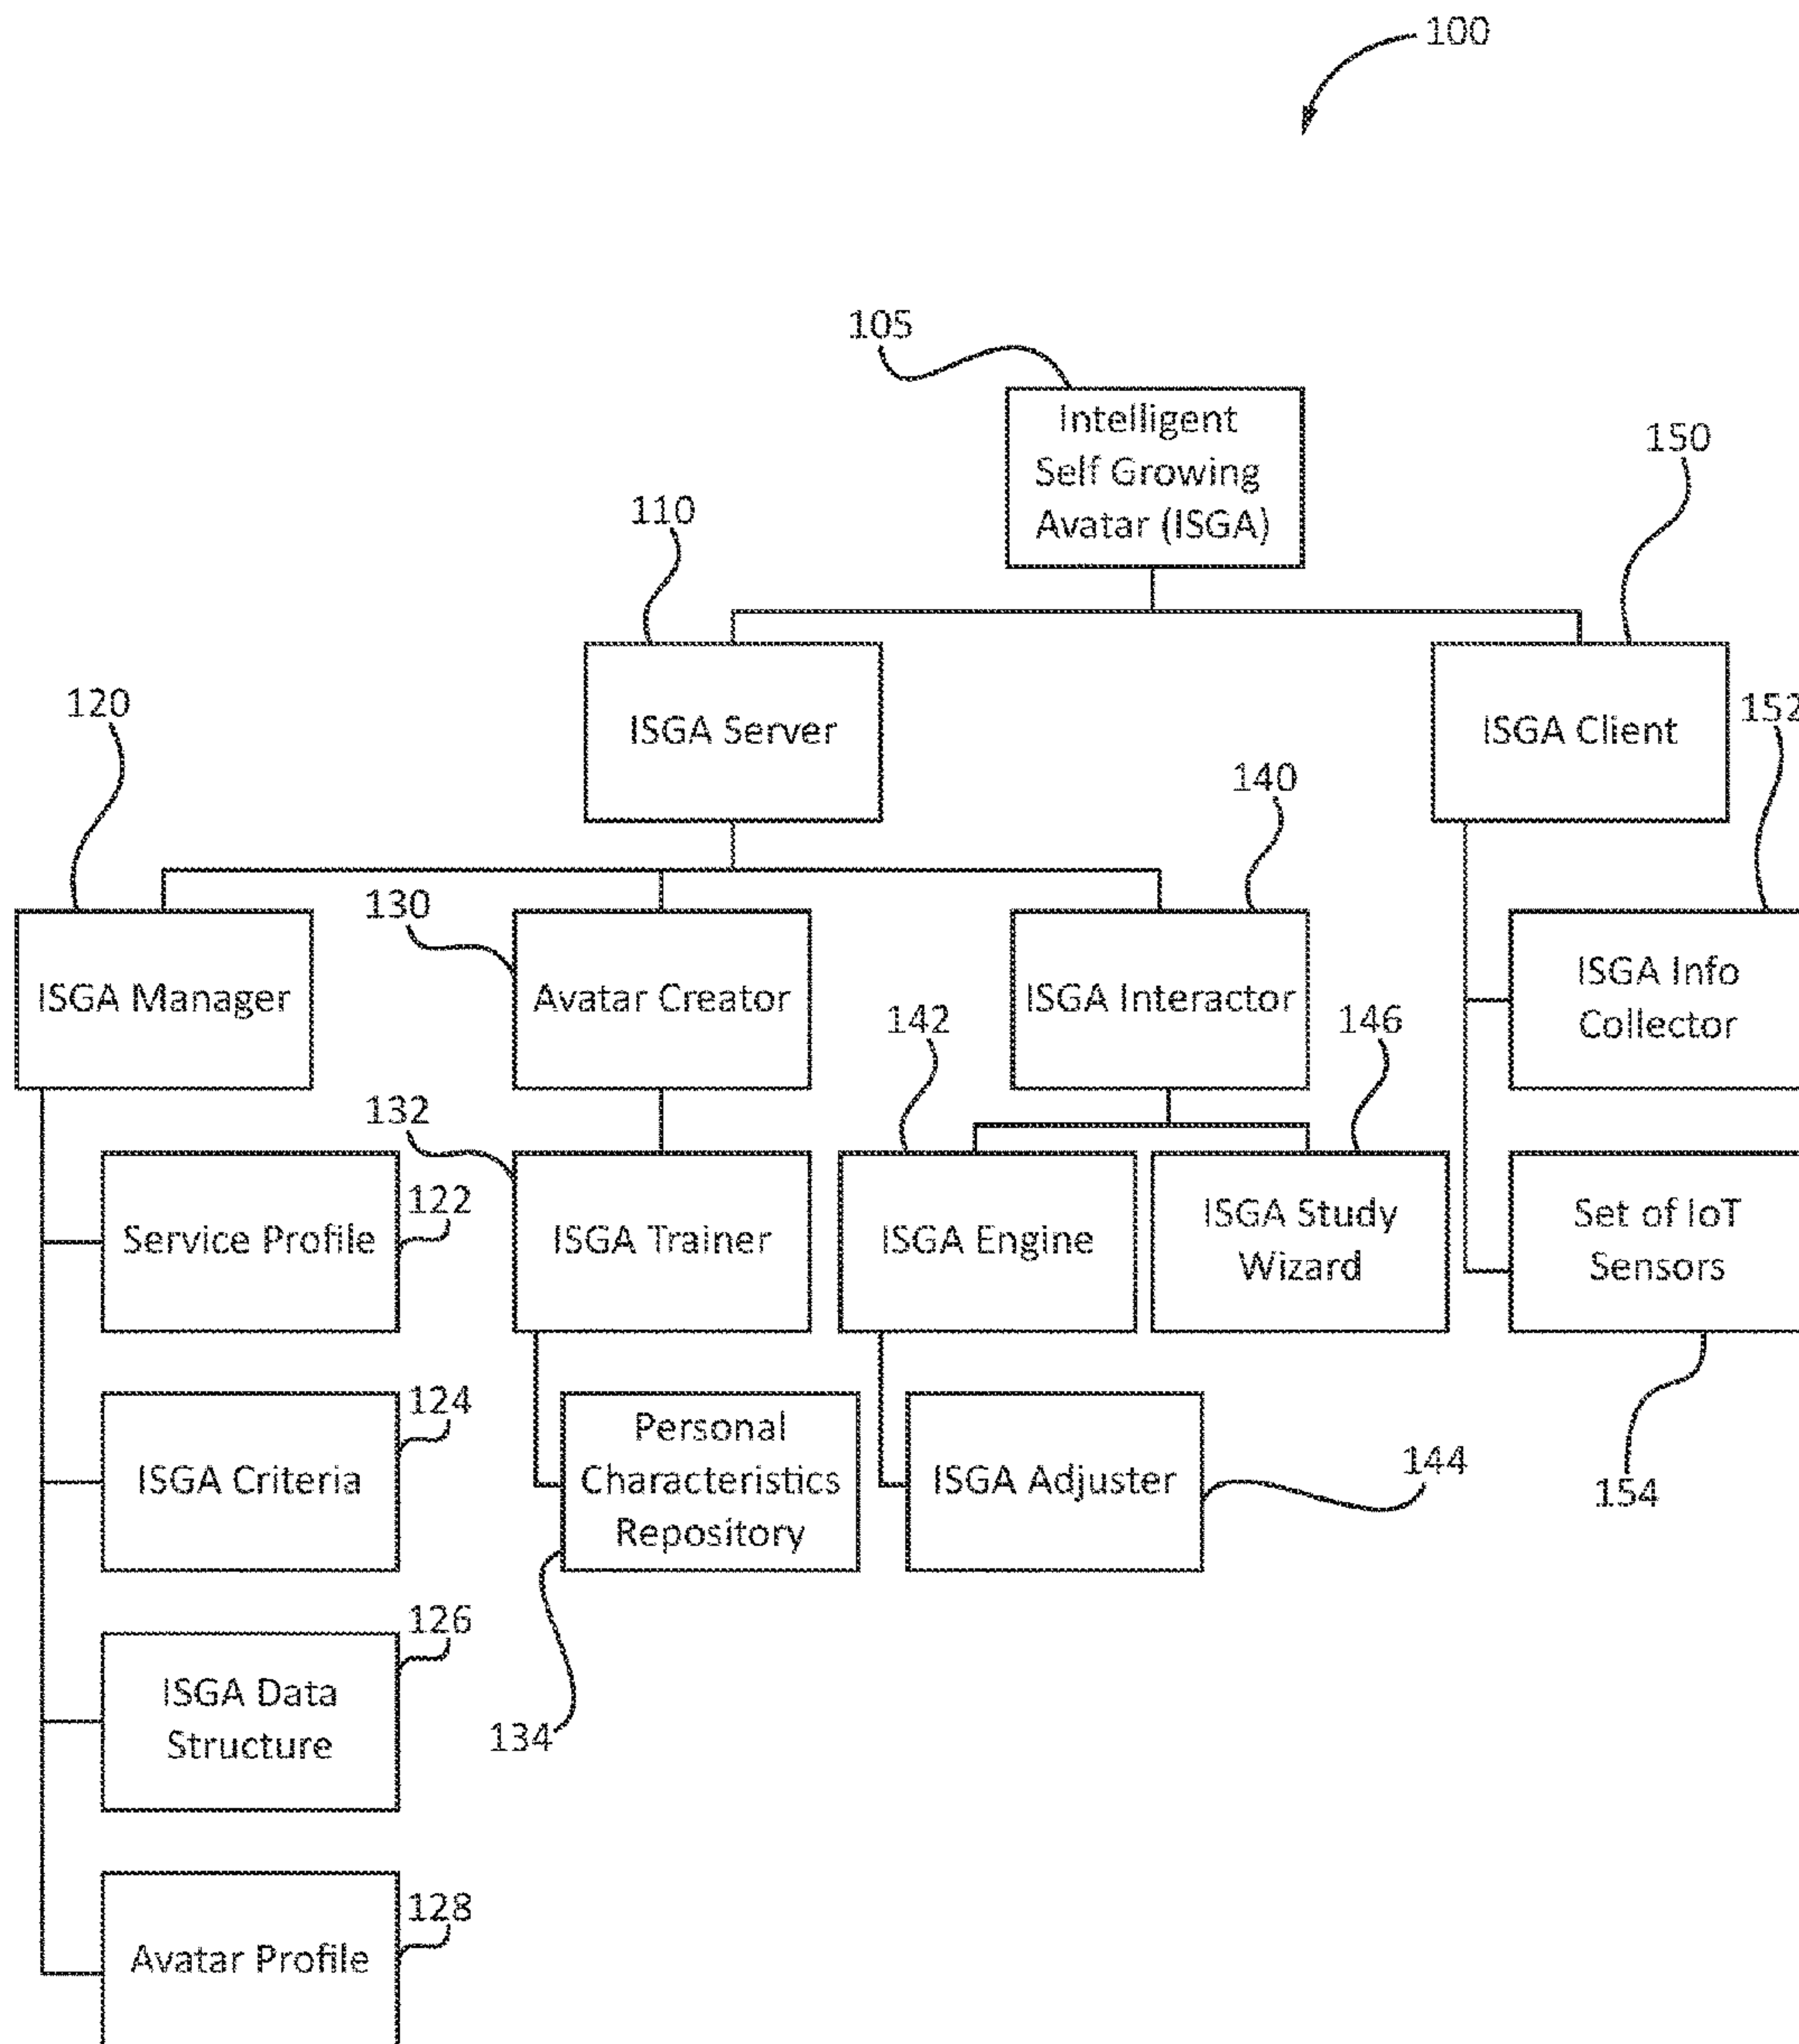 100
105
Intelligent
Self Growing
Avatar (ISGA)
150
110
ISGA Server
ISGA Client
152
120
140
130
ISGA Manager
Avatar Creator
ISGA Interactor
ISGA Info
Collector
142
146
132
Service Profile
122
ISGA Trainer
ISGA Engine
ISGA Study
Wizard
Set of IoT
Sensors
124
ISGA Criteria
Personal
Characteristics
Repository
ISGA Adjuster
144
154
126
ISGA Data
Structure
134
128
Avatar Profile